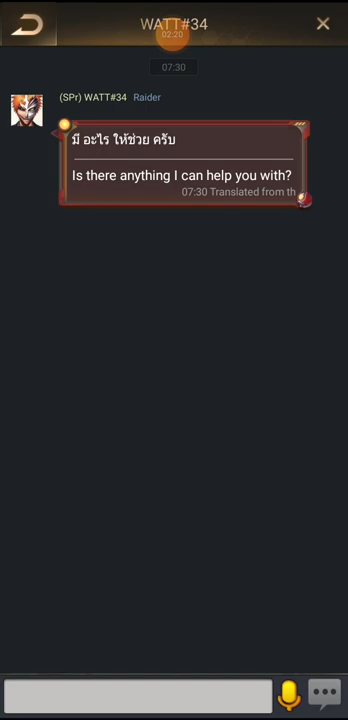 WATT#34
02:20
07:30
(SPr) WATT#34 Raider
มี อะไร ให้ช่วย ครับ
Is there anything I can help you with?
07:30 Translated from th